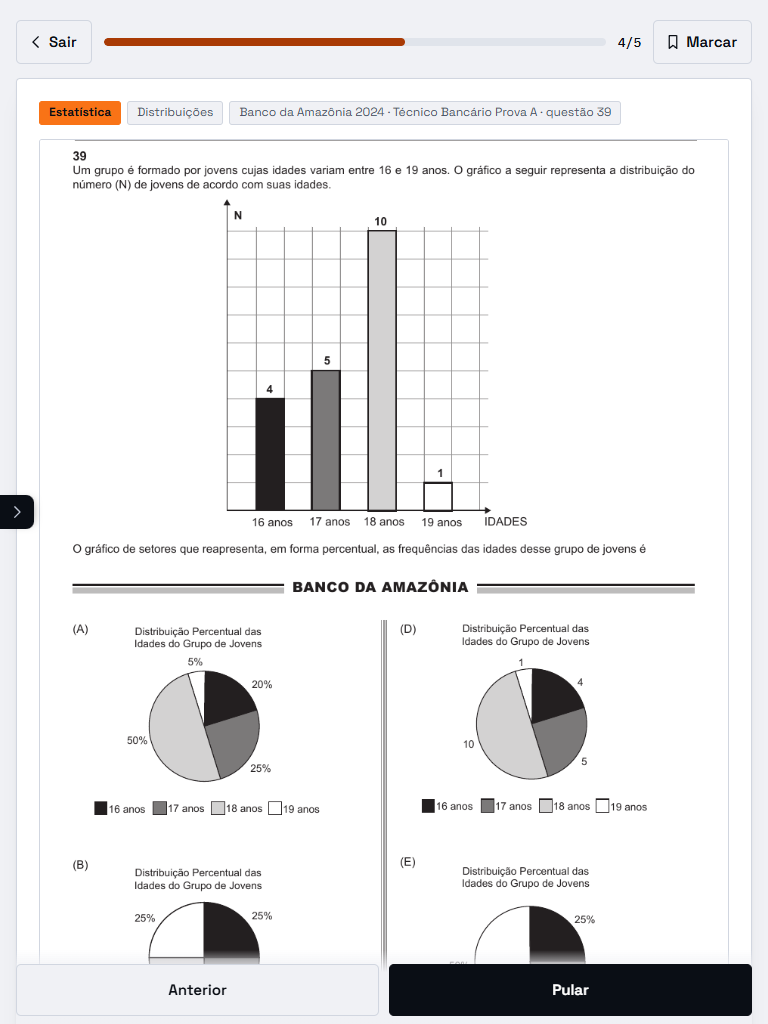 Sair
4/5
Marcar
Estatística
Distribuições
Banco da Amazônia 2024 · Técnico Bancário Prova A · questão 39
39
Um grupo é formado por jovens cujas idades variam entre 16 e 19 anos. O gráfico a seguir representa a distribuição do
número (N) de jovens de acordo com suas idades.
N
10
5
4
1
16 anos 17 anos 18 anos 19 anos IDADES
O gráfico de setores que reapresenta, em forma percentual, as frequências das idades desse grupo de jovens é
BANCO DA AMAZÔNIA
(A)
Distribuição Percentual das
Idades do Grupo de Jovens
5%
20%
50%
25%
16 anos 17 anos 18 anos 19 anos
(B)
Distribuição Percentual das
Idades do Grupo de Jovens
25%
25%
(D)
Distribuição Percentual das
Idades do Grupo de Jovens
1
4
10
5
16 anos 17 anos 18 anos 19 anos
(E)
Distribuição Percentual das
Idades do Grupo de Jovens
25%
Anterior
Pular